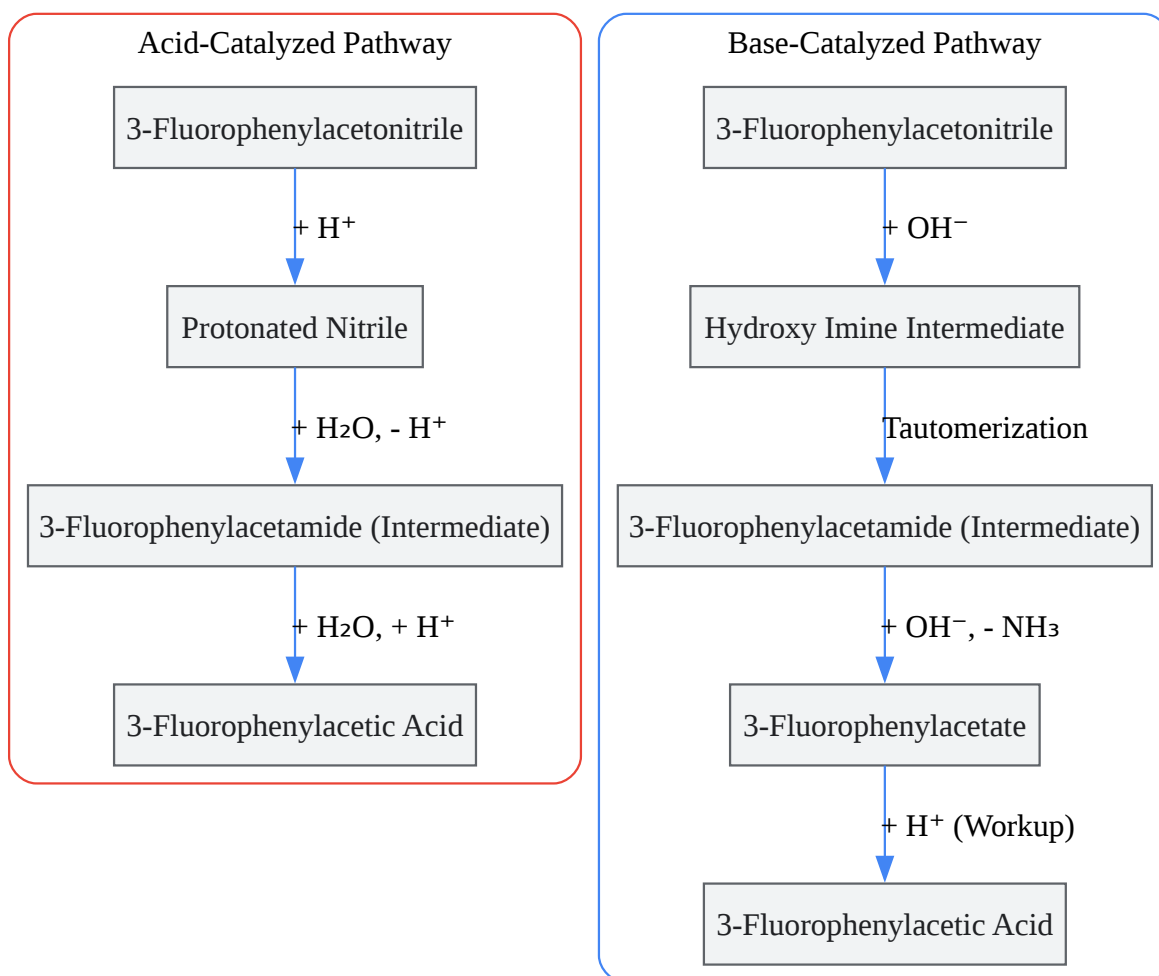 Acid-Catalyzed Pathway
3-Fluorophenylacetonitrile
+ H⁺
Protonated Nitrile
+ H₂O, - H⁺
3-Fluorophenylacetamide (Intermediate)
+ H₂O, + H⁺
3-Fluorophenylacetic Acid
Base-Catalyzed Pathway
3-Fluorophenylacetonitrile
+ OH⁻
Hydroxy Imine Intermediate
Tautomerization
3-Fluorophenylacetamide (Intermediate)
+ OH⁻, - NH₃
3-Fluorophenylacetate
+ H⁺ (Workup)
3-Fluorophenylacetic Acid